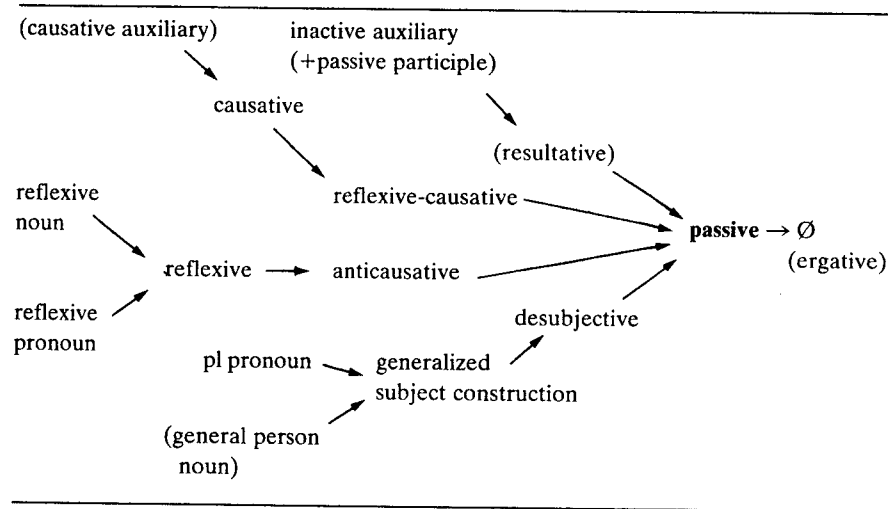 (causative auxiliary)
inactive auxiliary
(+passive participle)
causative
(resultative)
reflexive
noun
reflexive-causative
passive → Ø
(ergative)
reflexive
anticausative
reflexive
pronoun
desubjective
pl pronoun
generalized
subject construction
(general person
noun)